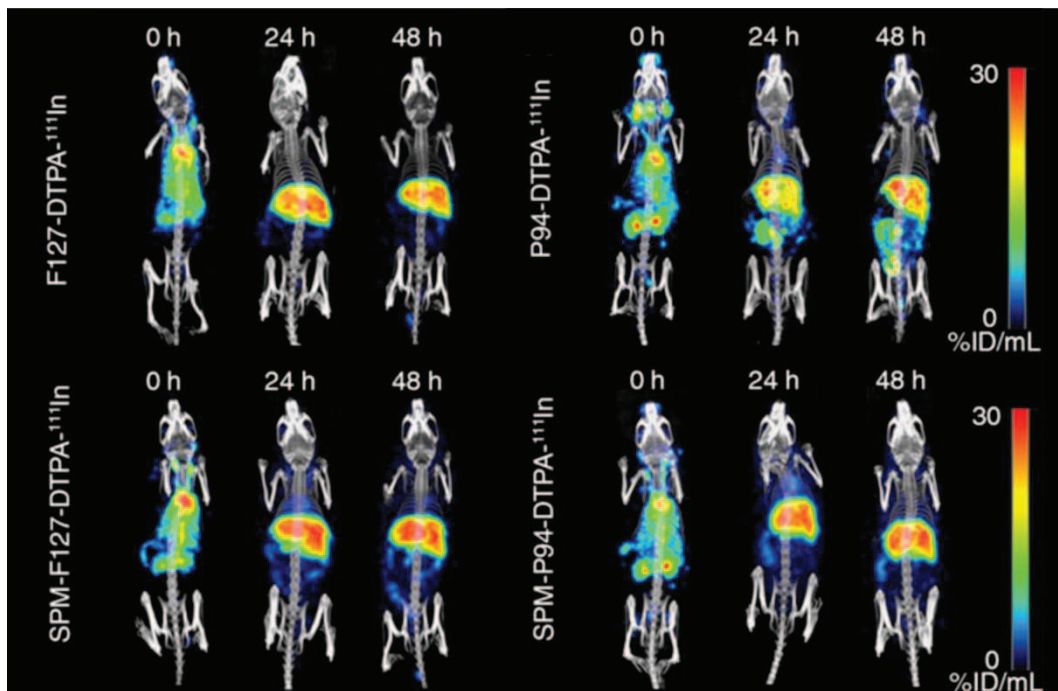 0 h 24 h 48 h 0 h 24 h 48 h
F127-DTPA-¹¹¹In
P94-DTPA-¹¹¹In
30
0
%ID/mL
0 h 24 h 48 h 0 h 24 h 48 h
SPM-F127-DTPA-¹¹¹In
SPM-P94-DTPA-¹¹¹In
30
0
%ID/mL